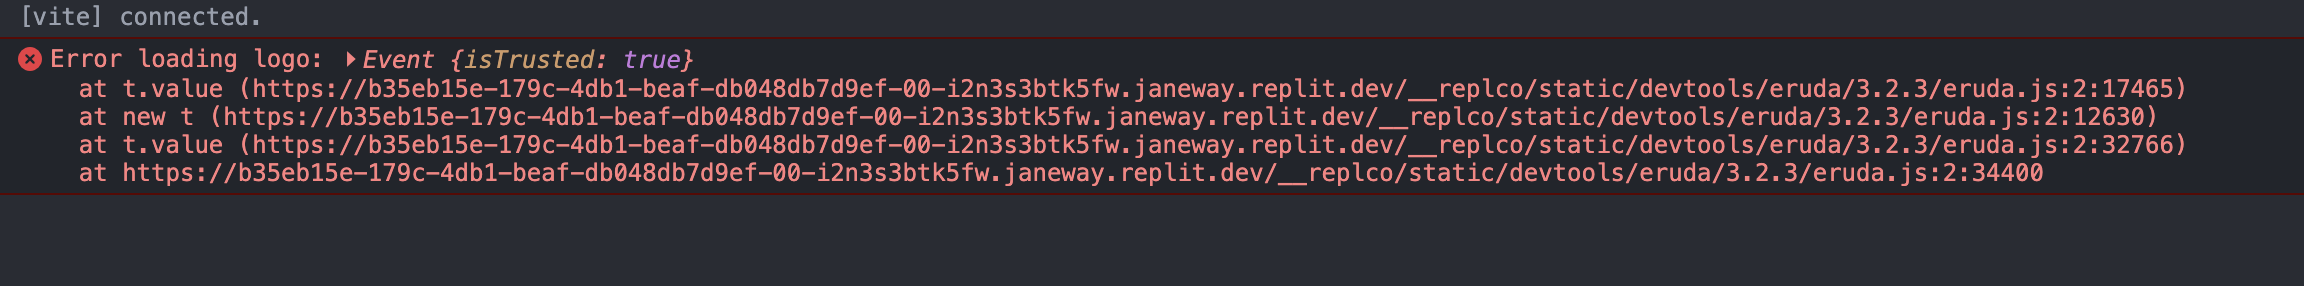 [vite] connected.
Error loading logo: Event {isTrusted: true}
at t.value (https://b35eb15e-179c-4db1-beaf-db048db7d9ef-00-i2n3s3btk5fw.janeway.replit.dev/__replco/static/devtools/eruda/3.2.3/eruda.js:2:17465)
at new t (https://b35eb15e-179c-4db1-beaf-db048db7d9ef-00-i2n3s3btk5fw.janeway.replit.dev/__replco/static/devtools/eruda/3.2.3/eruda.js:2:12630)
at t.value (https://b35eb15e-179c-4db1-beaf-db048db7d9ef-00-i2n3s3btk5fw.janeway.replit.dev/__replco/static/devtools/eruda/3.2.3/eruda.js:2:32766)
at https://b35eb15e-179c-4db1-beaf-db048db7d9ef-00-i2n3s3btk5fw.janeway.replit.dev/__replco/static/devtools/eruda/3.2.3/eruda.js:2:34400